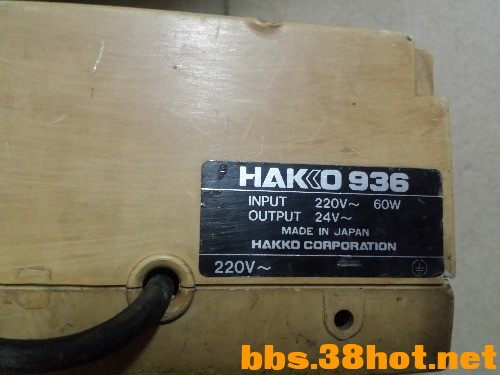 HAKKO 936
INPUT 220V~ 60W
OUTPUT 24V~
MADE IN JAPAN
HAKKO CORPORATION
220V~
bbs.38hot.net